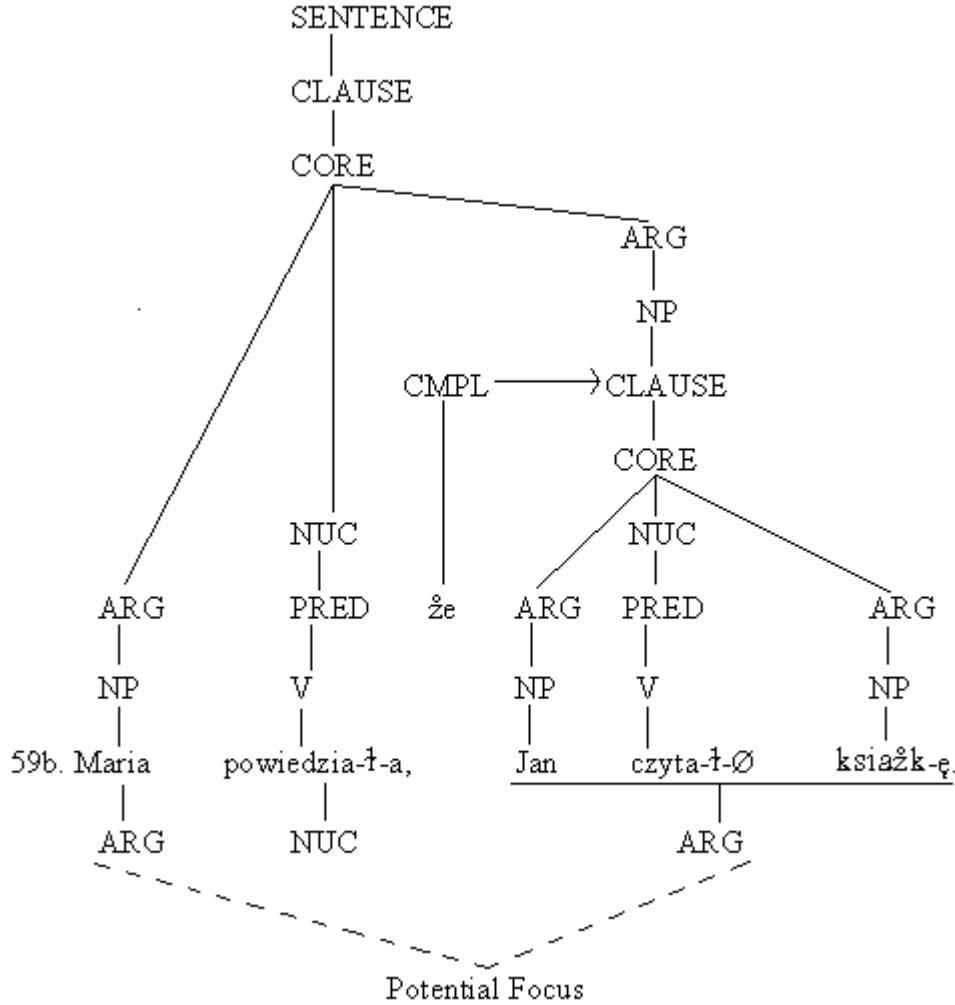 SENTENCE
CLAUSE
CORE
ARG
NP
CMPL CLAUSE
CORE
NUC NUC
ARG PRED že ARG PRED ARG
NP V NP V NP
59b. Maria powiedzia-ł-a, Jan czyta-ł-Ø książk-ę.
ARG NUC ARG
Potential Focus